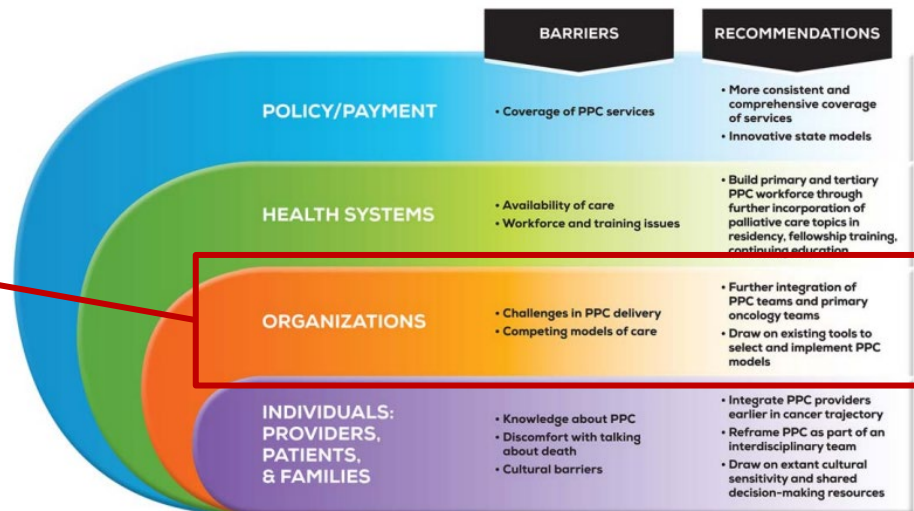 BARRIERS
RECOMMENDATIONS
POLICY/PAYMENT
• Coverage of PPC services
• More consistent and
comprehensive coverage
of services
• Innovative state models
HEALTH SYSTEMS
• Availability of care
• Workforce and training issues
• Build primary and tertiary
PPC workforce through
further incorporation of
palliative care topics in
residency, fellowship training,
continuing education
ORGANIZATIONS
• Challenges in PPC delivery
• Competing models of care
• Further integration of
PPC teams and primary
oncology teams
• Draw on existing tools to
select and implement PPC
models
INDIVIDUALS:
PROVIDERS,
PATIENTS,
& FAMILIES
• Knowledge about PPC
• Discomfort with talking
about death
• Cultural barriers
• Integrate PPC providers
earlier in cancer trajectory
• Reframe PPC as part of an
interdisciplinary team
• Draw on extant cultural
sensitivity and shared
decision-making resources